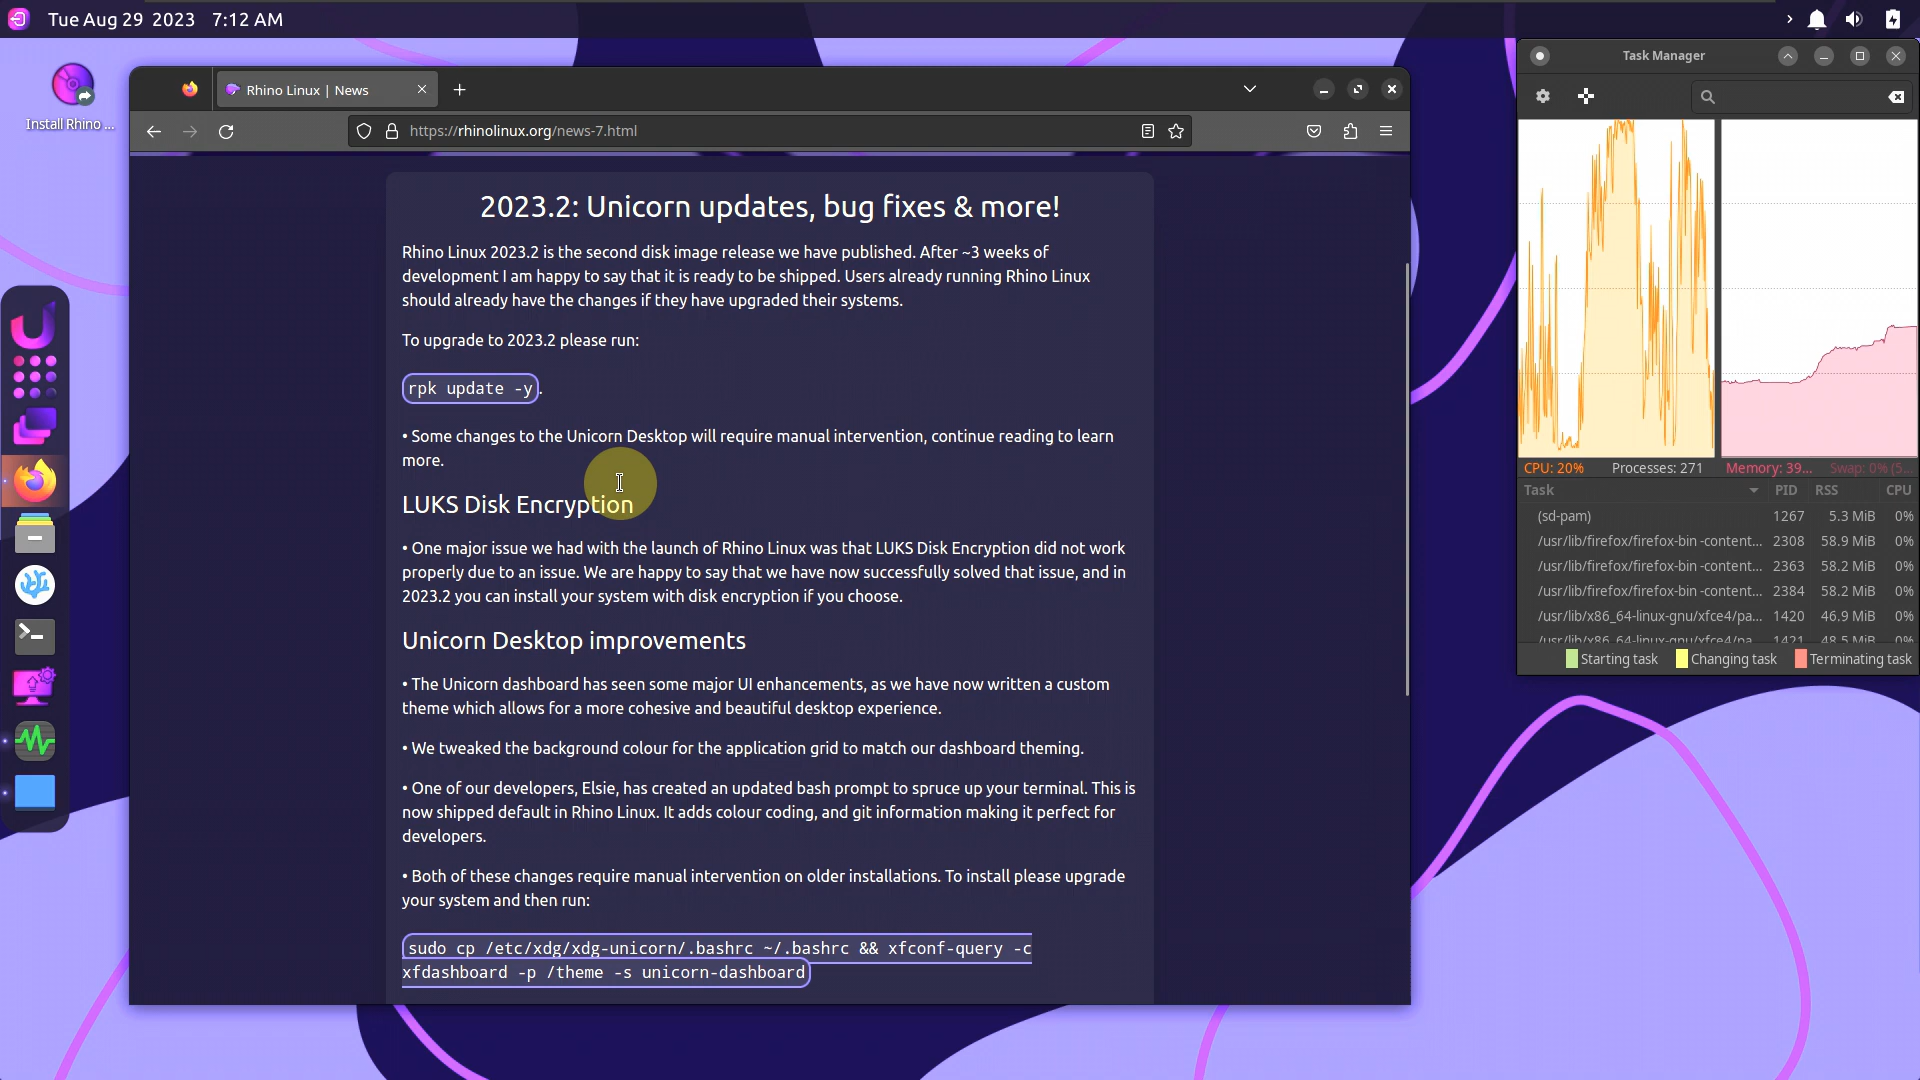 Tue Aug 29 2023 7:12 AM
Install Rhino ...
Rhino Linux | News
https://rhinolinux.org/news-7.html
2023.2: Unicorn updates, bug fixes & more!
Rhino Linux 2023.2 is the second disk image release we have published. After ~3 weeks of
development I am happy to say that it is ready to be shipped. Users already running Rhino Linux
should already have the changes if they have upgraded their systems.
To upgrade to 2023.2 please run:
rpk update -y.
• Some changes to the Unicorn Desktop will require manual intervention, continue reading to learn
more.
LUKS Disk Encryption
• One major issue we had with the launch of Rhino Linux was that LUKS Disk Encryption did not work
properly due to an issue. We are happy to say that we have now successfully solved that issue, and in
2023.2 you can install your system with disk encryption if you choose.
Unicorn Desktop improvements
• The Unicorn dashboard has seen some major UI enhancements, as we have now written a custom
theme which allows for a more cohesive and beautiful desktop experience.
• We tweaked the background colour for the application grid to match our dashboard theming.
• One of our developers, Elsie, has created an updated bash prompt to spruce up your terminal. This is
now shipped default in Rhino Linux. It adds colour coding, and git information making it perfect for
developers.
• Both of these changes require manual intervention on older installations. To install please upgrade
your system and then run:
sudo cp /etc/xdg/xdg-unicorn/.bashrc ~/.bashrc && xfconf-query -c
xfdashboard -p /theme -s unicorn-dashboard
Task Manager
CPU: 20% Processes: 271 Memory: 39... Swap: 0% (5...
Task PID RSS CPU
(sd-pam) 1267 5.3 MiB 0%
/usr/lib/firefox/firefox-bin -content... 2308 58.9 MiB 0%
/usr/lib/firefox/firefox-bin -content... 2363 58.2 MiB 0%
/usr/lib/firefox/firefox-bin -content... 2384 58.2 MiB 0%
/usr/lib/x86_64-linux-gnu/xfce4/pa... 1420 46.9 MiB 0%
/usr/lib/x86_64-linux-gnu/xfce4/pa... 1421 48.5 MiB 0%
Starting task Changing task Terminating task